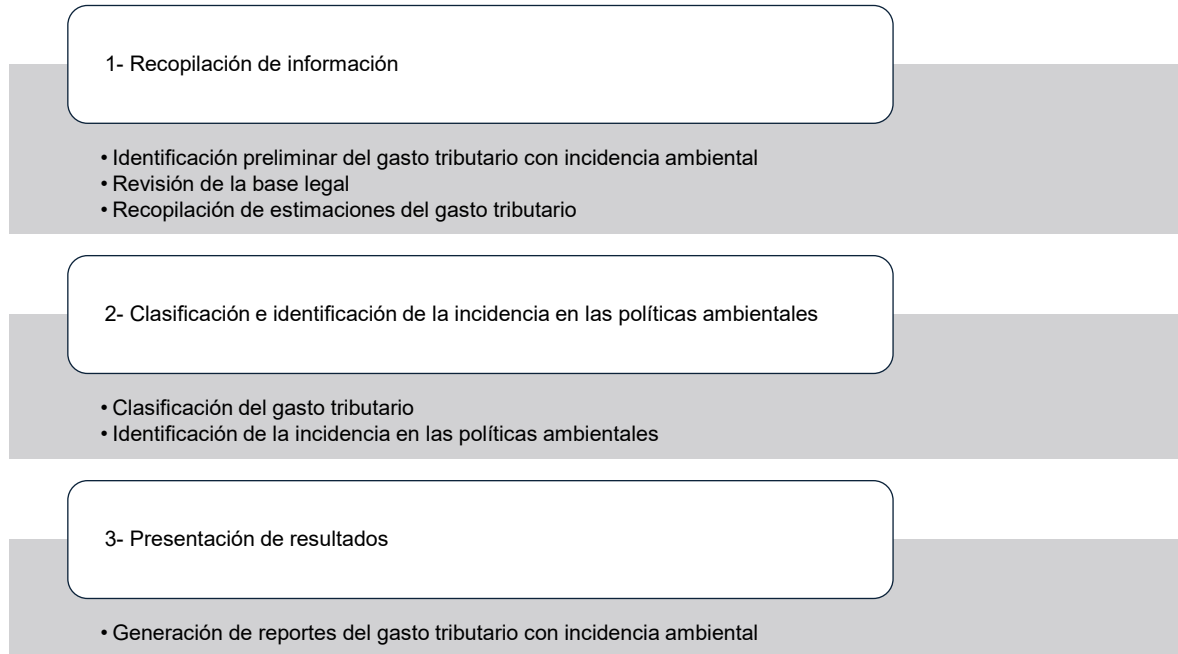 1- Recopilación de información
• Identificación preliminar del gasto tributario con incidencia ambiental
• Revisión de la base legal
• Recopilación de estimaciones del gasto tributario
2- Clasificación e identificación de la incidencia en las políticas ambientales
• Clasificación del gasto tributario
• Identificación de la incidencia en las políticas ambientales
3- Presentación de resultados
• Generación de reportes del gasto tributario con incidencia ambiental